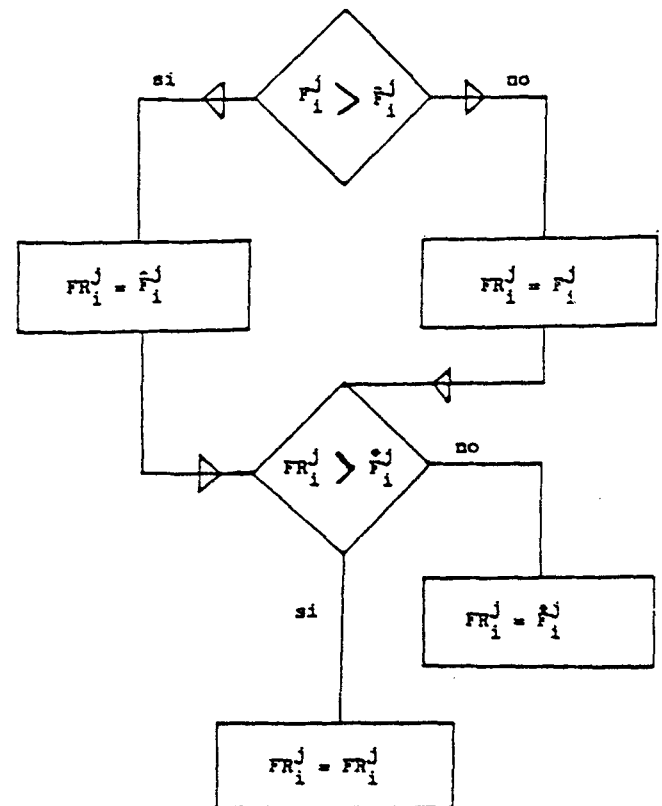 si
no
F_i^j > F̂_i^j
FR_i^j = F̂_i^j
FR_i^j = F_i^j
FR_i^j > F̊_i^j
no
si
FR_i^j = F̊_i^j
FR_i^j = FR_i^j